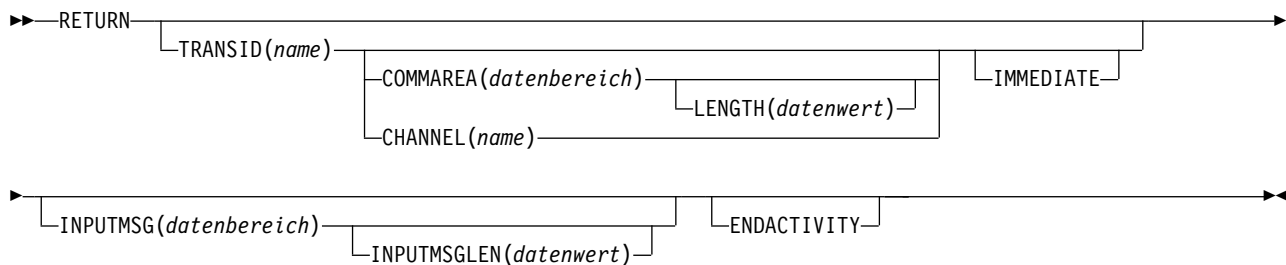 RETURN
TRANSID(name)
COMMAREA(datenbereich)
LENGTH(datenwert)
CHANNEL(name)
IMMEDIATE
INPUTMSG(datenbereich)
INPUTMSGLEN(datenwert)
ENDACTIVITY